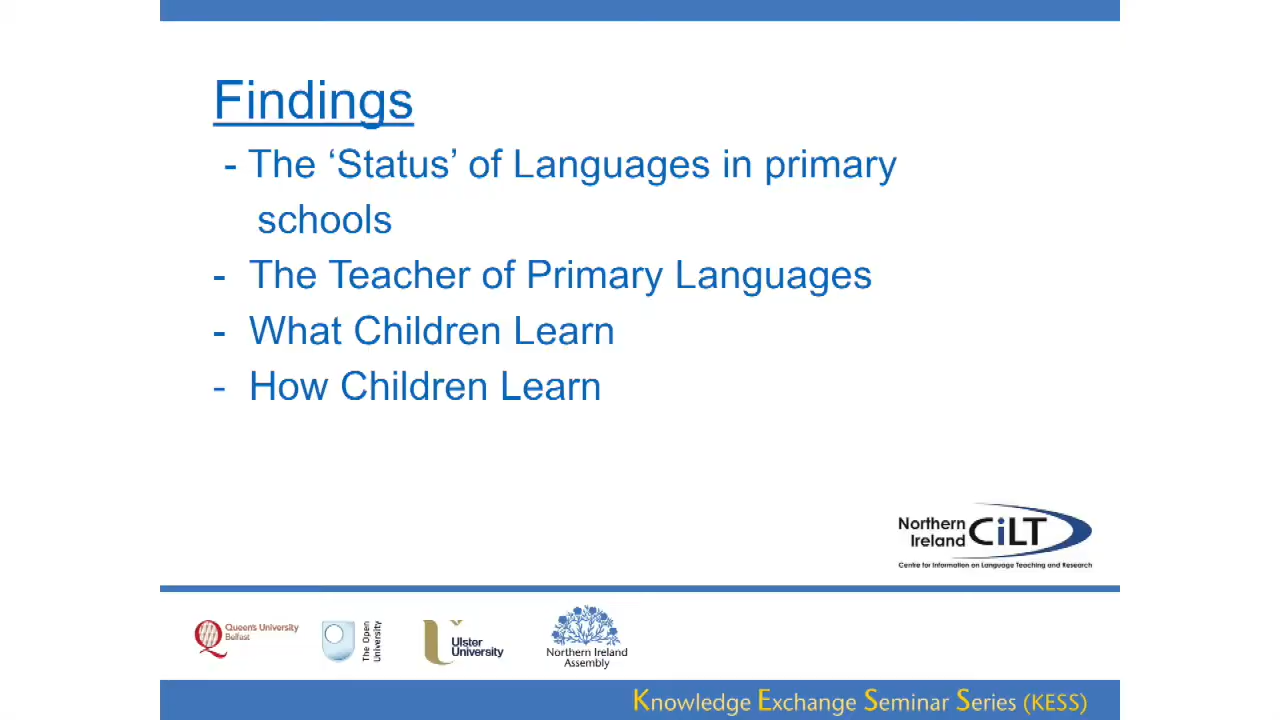 Findings
- The ‘Status’ of Languages in primary
schools
- The Teacher of Primary Languages
- What Children Learn
- How Children Learn
Northern
Ireland
CiLT
Centre for Information on Language Teaching and Research
Queen's University
Belfast
The Open
University
Ulster
University
Northern Ireland
Assembly
Knowledge Exchange Seminar Series (KESS)